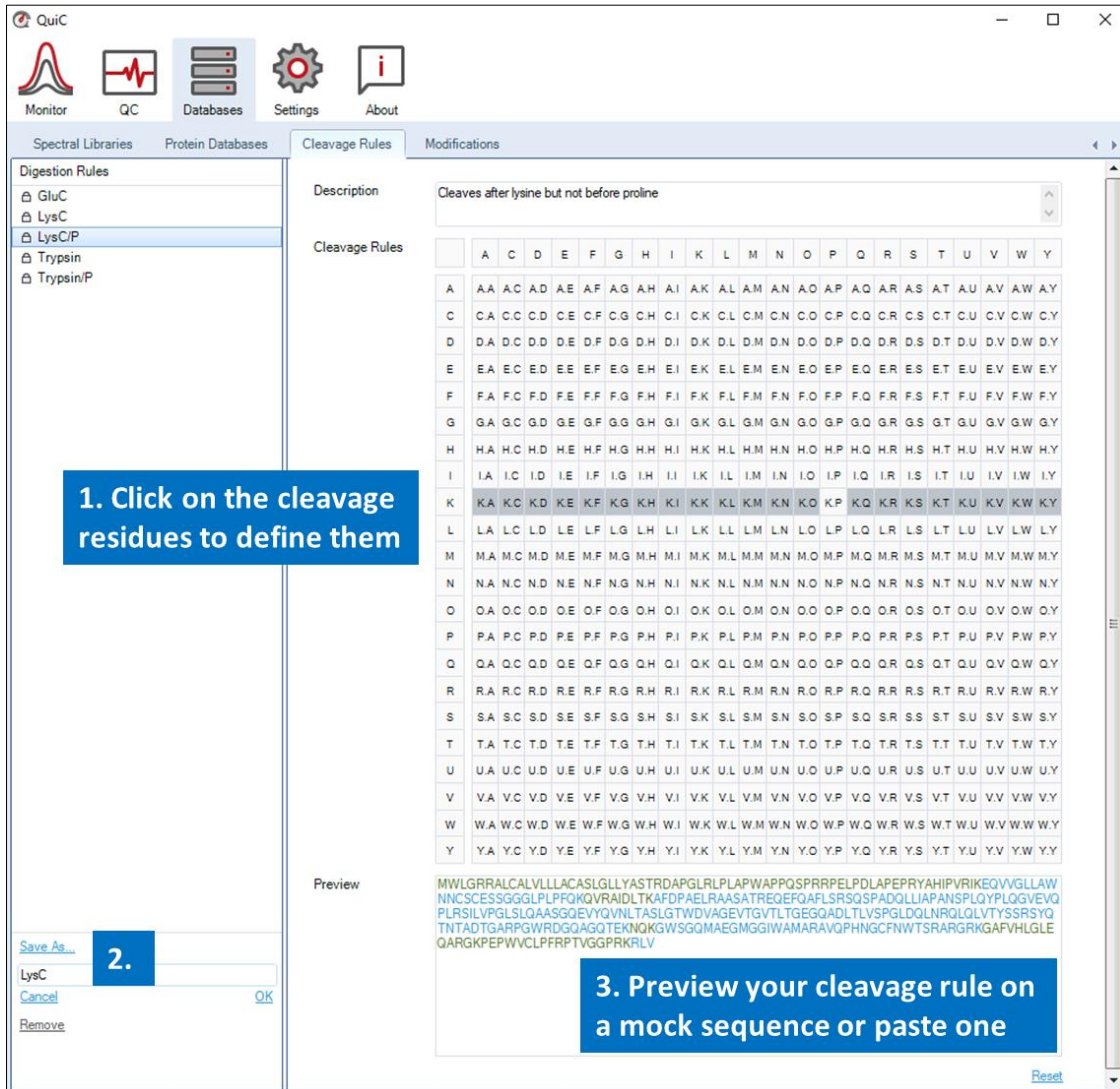 QuiC
Monitor QC Databases Settings About
Spectral Libraries Protein Databases Cleavage Rules Modifications
Digestion Rules
GluC
LysC
LysC/P
Trypsin
Trypsin/P
Description
Cleaves after lysine but not before proline
Cleavage Rules
A C D E F G H I K L M N O P Q R S T U V W Y
A A.A A.C A.D A.E A.F A.G A.H A.I A.K A.L A.M A.N A.O A.P A.Q A.R A.S A.T A.U A.V A.W A.Y
C C.A C.C C.D C.E C.F C.G C.H C.I C.K C.L C.M C.N C.O C.P C.Q C.R C.S C.T C.U C.V C.W C.Y
D D.A D.C D.D D.E D.F D.G D.H D.I D.K D.L D.M D.N D.O D.P D.Q D.R D.S D.T D.U D.V D.W D.Y
E E.A E.C E.D E.E E.F E.G E.H E.I E.K E.L E.M E.N E.O E.P E.Q E.R E.S E.T E.U E.V E.W E.Y
F F.A F.C F.D F.E F.F F.G F.H F.I F.K F.L F.M F.N F.O F.P F.Q F.R F.S F.T F.U F.V F.W F.Y
G G.A G.C G.D G.E G.F G.G G.H G.I G.K G.L G.M G.N G.O G.P G.Q G.R G.S G.T G.U G.V G.W G.Y
H H.A H.C H.D H.E H.F H.G H.H H.I H.K H.L H.M H.N H.O H.P H.Q H.R H.S H.T H.U H.V H.W H.Y
I I.A I.C I.D I.E I.F I.G I.H I.I I.K I.L I.M I.N I.O I.P I.Q I.R I.S I.T I.U I.V I.W I.Y
K K.A K.C K.D K.E K.F K.G K.H K.I K.K K.L K.M K.N K.O K.P K.Q K.R K.S K.T K.U K.V K.W K.Y
L L.A L.C L.D L.E L.F L.G L.H L.I L.K L.L L.M L.N L.O L.P L.Q L.R L.S L.T L.U L.V L.W L.Y
M M.A M.C M.D M.E M.F M.G M.H M.I M.K M.L M.M M.N M.O M.P M.Q M.R M.S M.T M.U M.V M.W M.Y
N N.A N.C N.D N.E N.F N.G N.H N.I N.K N.L N.M N.N N.O N.P N.Q N.R N.S N.T N.U N.V N.W N.Y
O O.A O.C O.D O.E O.F O.G O.H O.I O.K O.L O.M O.N O.O O.P O.Q O.R O.S O.T O.U O.V O.W O.Y
P P.A P.C P.D P.E P.F P.G P.H P.I P.K P.L P.M P.N P.O P.P P.Q P.R P.S P.T P.U P.V P.W P.Y
Q Q.A Q.C Q.D Q.E Q.F Q.G Q.H Q.I Q.K Q.L Q.M Q.N Q.O Q.P Q.Q Q.R Q.S Q.T Q.U Q.V Q.W Q.Y
R R.A R.C R.D R.E R.F R.G R.H R.I R.K R.L R.M R.N R.O R.P R.Q R.R R.S R.T R.U R.V R.W R.Y
S S.A S.C S.D S.E S.F S.G S.H S.I S.K S.L S.M S.N S.O S.P S.Q S.R S.S S.T S.U S.V S.W S.Y
T T.A T.C T.D T.E T.F T.G T.H T.I T.K T.L T.M T.N T.O T.P T.Q T.R T.S T.T T.U T.V T.W T.Y
U U.A U.C U.D U.E U.F U.G U.H U.I U.K U.L U.M U.N U.O U.P U.Q U.R U.S U.T U.U U.V U.W U.Y
V V.A V.C V.D V.E V.F V.G V.H V.I V.K V.L V.M V.N V.O V.P V.Q V.R V.S V.T V.U V.V V.W V.Y
W W.A W.C W.D W.E W.F W.G W.H W.I W.K W.L W.M W.N W.O W.P W.Q W.R W.S W.T W.U W.V W.W W.Y
Y Y.A Y.C Y.D Y.E Y.F Y.G Y.H Y.I Y.K Y.L Y.M Y.N Y.O Y.P Y.Q Y.R Y.S Y.T Y.U Y.V Y.W Y.Y
1. Click on the cleavage
residues to define them
Preview
MWLGRRALCALVLLLACASLGLLYASTRDAPGLRLPLAPWAPPQSPRRPELPDLAPEPRYAHIPVRIKEQVVGLLAW
NNCSCESSGGGLPLPFQKQVRAIDLTKAFDPAELRAASATREQEFQAFLSRSQSPADQLLIAPANSPLQYPLQGVEVQ
PLRSILVPGLSLQAASGQEVYQVNLTASLGTWDVAGEVTGVTLTGEGQADLTLVSPGLDQLNRQLQLVTYSSRSYQ
TNTADTGARPGWRDGQAGQTEKNQKGWSGQMAEGMGGIWAMARAVQPHNGCFNWTSRARGRKGAFVHLGLE
QARGKPEPWVCLPFRPTVGGPRKRLV
Save As...
2.
LysC
Cancel OK
Remove
3. Preview your cleavage rule on
a mock sequence or paste one
Reset